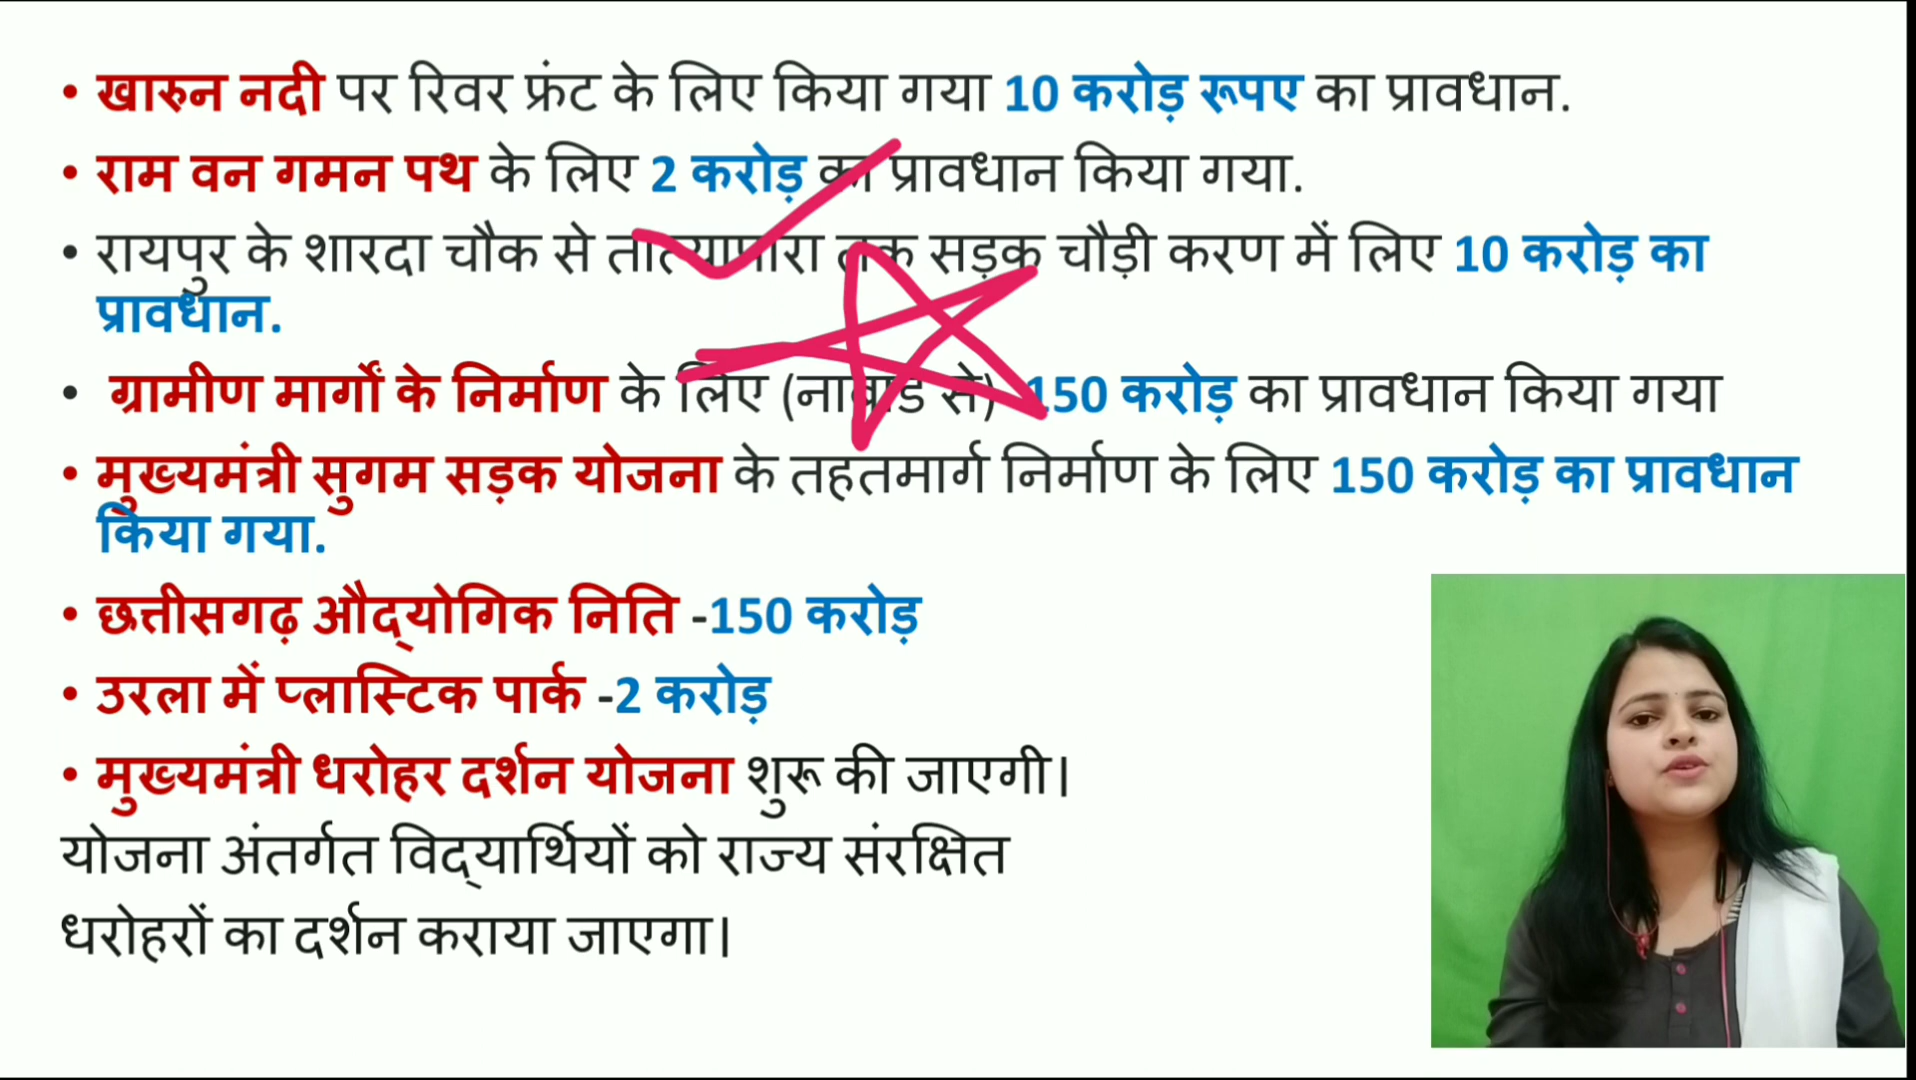 • खारुन नदी पर रिवर फ्रंट के लिए किया गया 10 करोड़ रूपए का प्रावधान.
• राम वन गमन पथ के लिए 2 करोड़ का प्रावधान किया गया.
• रायपुर के शारदा चौक से तात्यापारा तक सड़क चौड़ी करण में लिए 10 करोड़ का
प्रावधान.
• ग्रामीण मार्गों के निर्माण के लिए (नाबार्ड से) 150 करोड़ का प्रावधान किया गया
• मुख्यमंत्री सुगम सड़क योजना के तहतमार्ग निर्माण के लिए 150 करोड़ का प्रावधान
किया गया.
• छत्तीसगढ़ औद्योगिक निति -150 करोड़
• उरला में प्लास्टिक पार्क -2 करोड़
• मुख्यमंत्री धरोहर दर्शन योजना शुरू की जाएगी।
योजना अंतर्गत विद्यार्थियों को राज्य संरक्षित
धरोहरों का दर्शन कराया जाएगा।